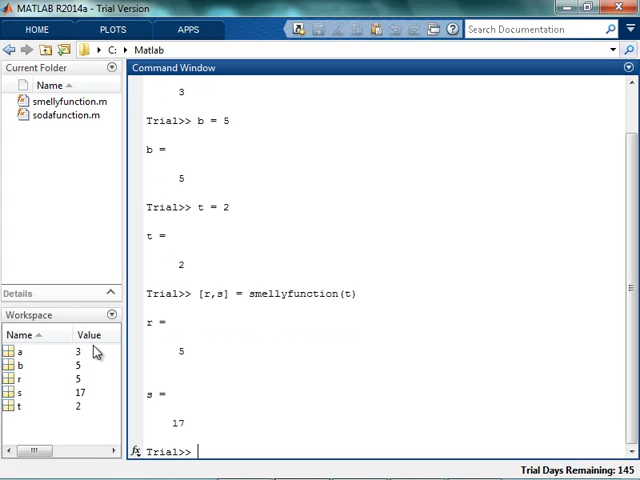 MATLAB R2014a - Trial Version
HOME PLOTS APPS Search Documentation
C: Matlab
Current Folder
Name
smellyfunction.m
sodafunction.m
Details
Workspace
Name Value
a 3
b 5
r 5
s 17
t 2
Command Window
3
Trial>> b = 5
b =
5
Trial>> t = 2
t =
2
Trial>> [r,s] = smellyfunction(t)
r =
5
s =
17
fx Trial>>
Trial Days Remaining: 145